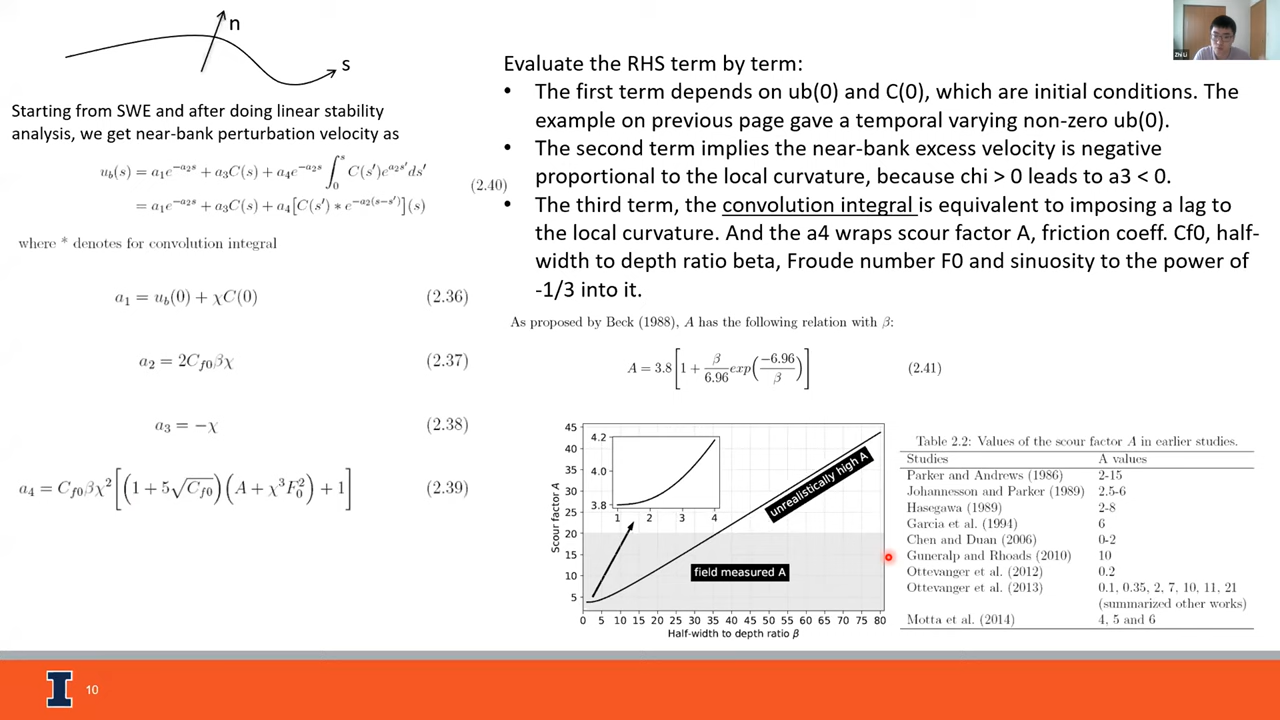 n
s
Starting from SWE and after doing linear stability
analysis, we get near-bank perturbation velocity as
u_b(s) = a_1e^{-a_2s} + a_3C(s) + a_4e^{-a_2s} ∫_0^s C(s′)e^{a_2s′}ds′
(2.40)
= a_1e^{-a_2s} + a_3C(s) + a_4[C(s′) * e^{-a_2(s-s′)}](s)
where * denotes for convolution integral
a_1 = u_b(0) + χC(0) (2.36)
a_2 = 2C_{f0}βχ (2.37)
a_3 = −χ (2.38)
a_4 = C_{f0}βχ^2[(1 + 5√C_{f0})(A + χ^3F_0^2) + 1] (2.39)
Evaluate the RHS term by term:
• The first term depends on ub(0) and C(0), which are initial conditions. The
example on previous page gave a temporal varying non-zero ub(0).
• The second term implies the near-bank excess velocity is negative
proportional to the local curvature, because chi > 0 leads to a3 < 0.
• The third term, the convolution integral is equivalent to imposing a lag to
the local curvature. And the a4 wraps scour factor A, friction coeff. Cf0, half-
width to depth ratio beta, Froude number F0 and sinuosity to the power of
-1/3 into it.
As proposed by Beck (1988), A has the following relation with β:
A = 3.8[1 + β/6.96 exp(−6.96/β)] (2.41)
Scour factor A
45
40
35
30
25
20
15
10
5
4.2
4.0
3.8
1 2 3 4
unrealistically high A
field measured A
0 5 10 15 20 25 30 35 40 45 50 55 60 65 70 75 80
Half-width to depth ratio β
Table 2.2: Values of the scour factor A in earlier studies.
Studies A values
Parker and Andrews (1986) 2-15
Johannesson and Parker (1989) 2.5-6
Hasegawa (1989) 2-8
Garcia et al. (1994) 6
Chen and Duan (2006) 0-2
Guneralp and Rhoads (2010) 10
Ottevanger et al. (2012) 0.2
Ottevanger et al. (2013) 0.1, 0.35, 2, 7, 10, 11, 21
(summarized other works)
Motta et al. (2014) 4, 5 and 6
Zhi Li
I
10